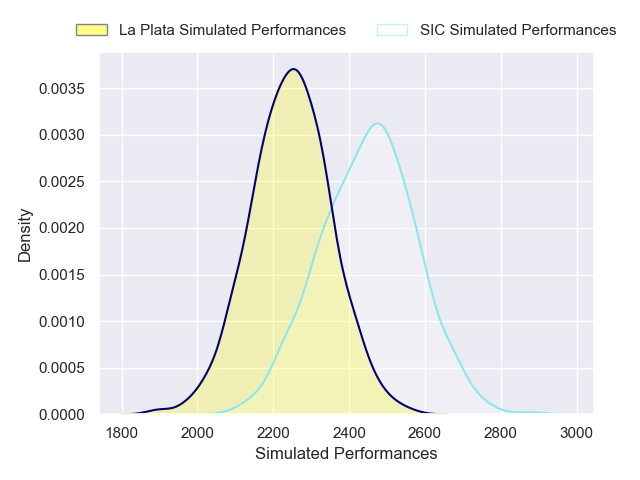 La Plata Simulated Performances
SIC Simulated Performances
Density
0.0035
0.0030
0.0025
0.0020
0.0015
0.0010
0.0005
0.0000
1800 2000 2200 2400 2600 2800 3000
Simulated Performances